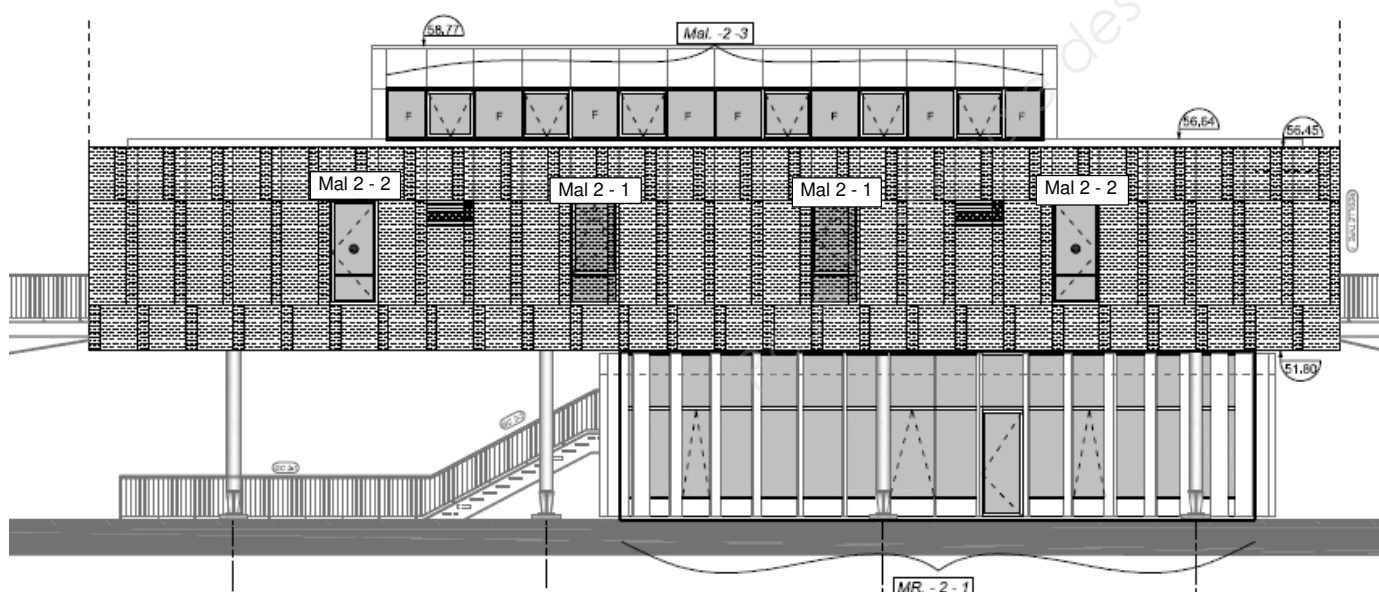 58,77
Mal. -2 -3
F F F F F F F F
56,64
56,45
Mal 2 - 2
Mal 2 - 1
Mal 2 - 1
Mal 2 - 2
51,80
MR. - 2 - 1